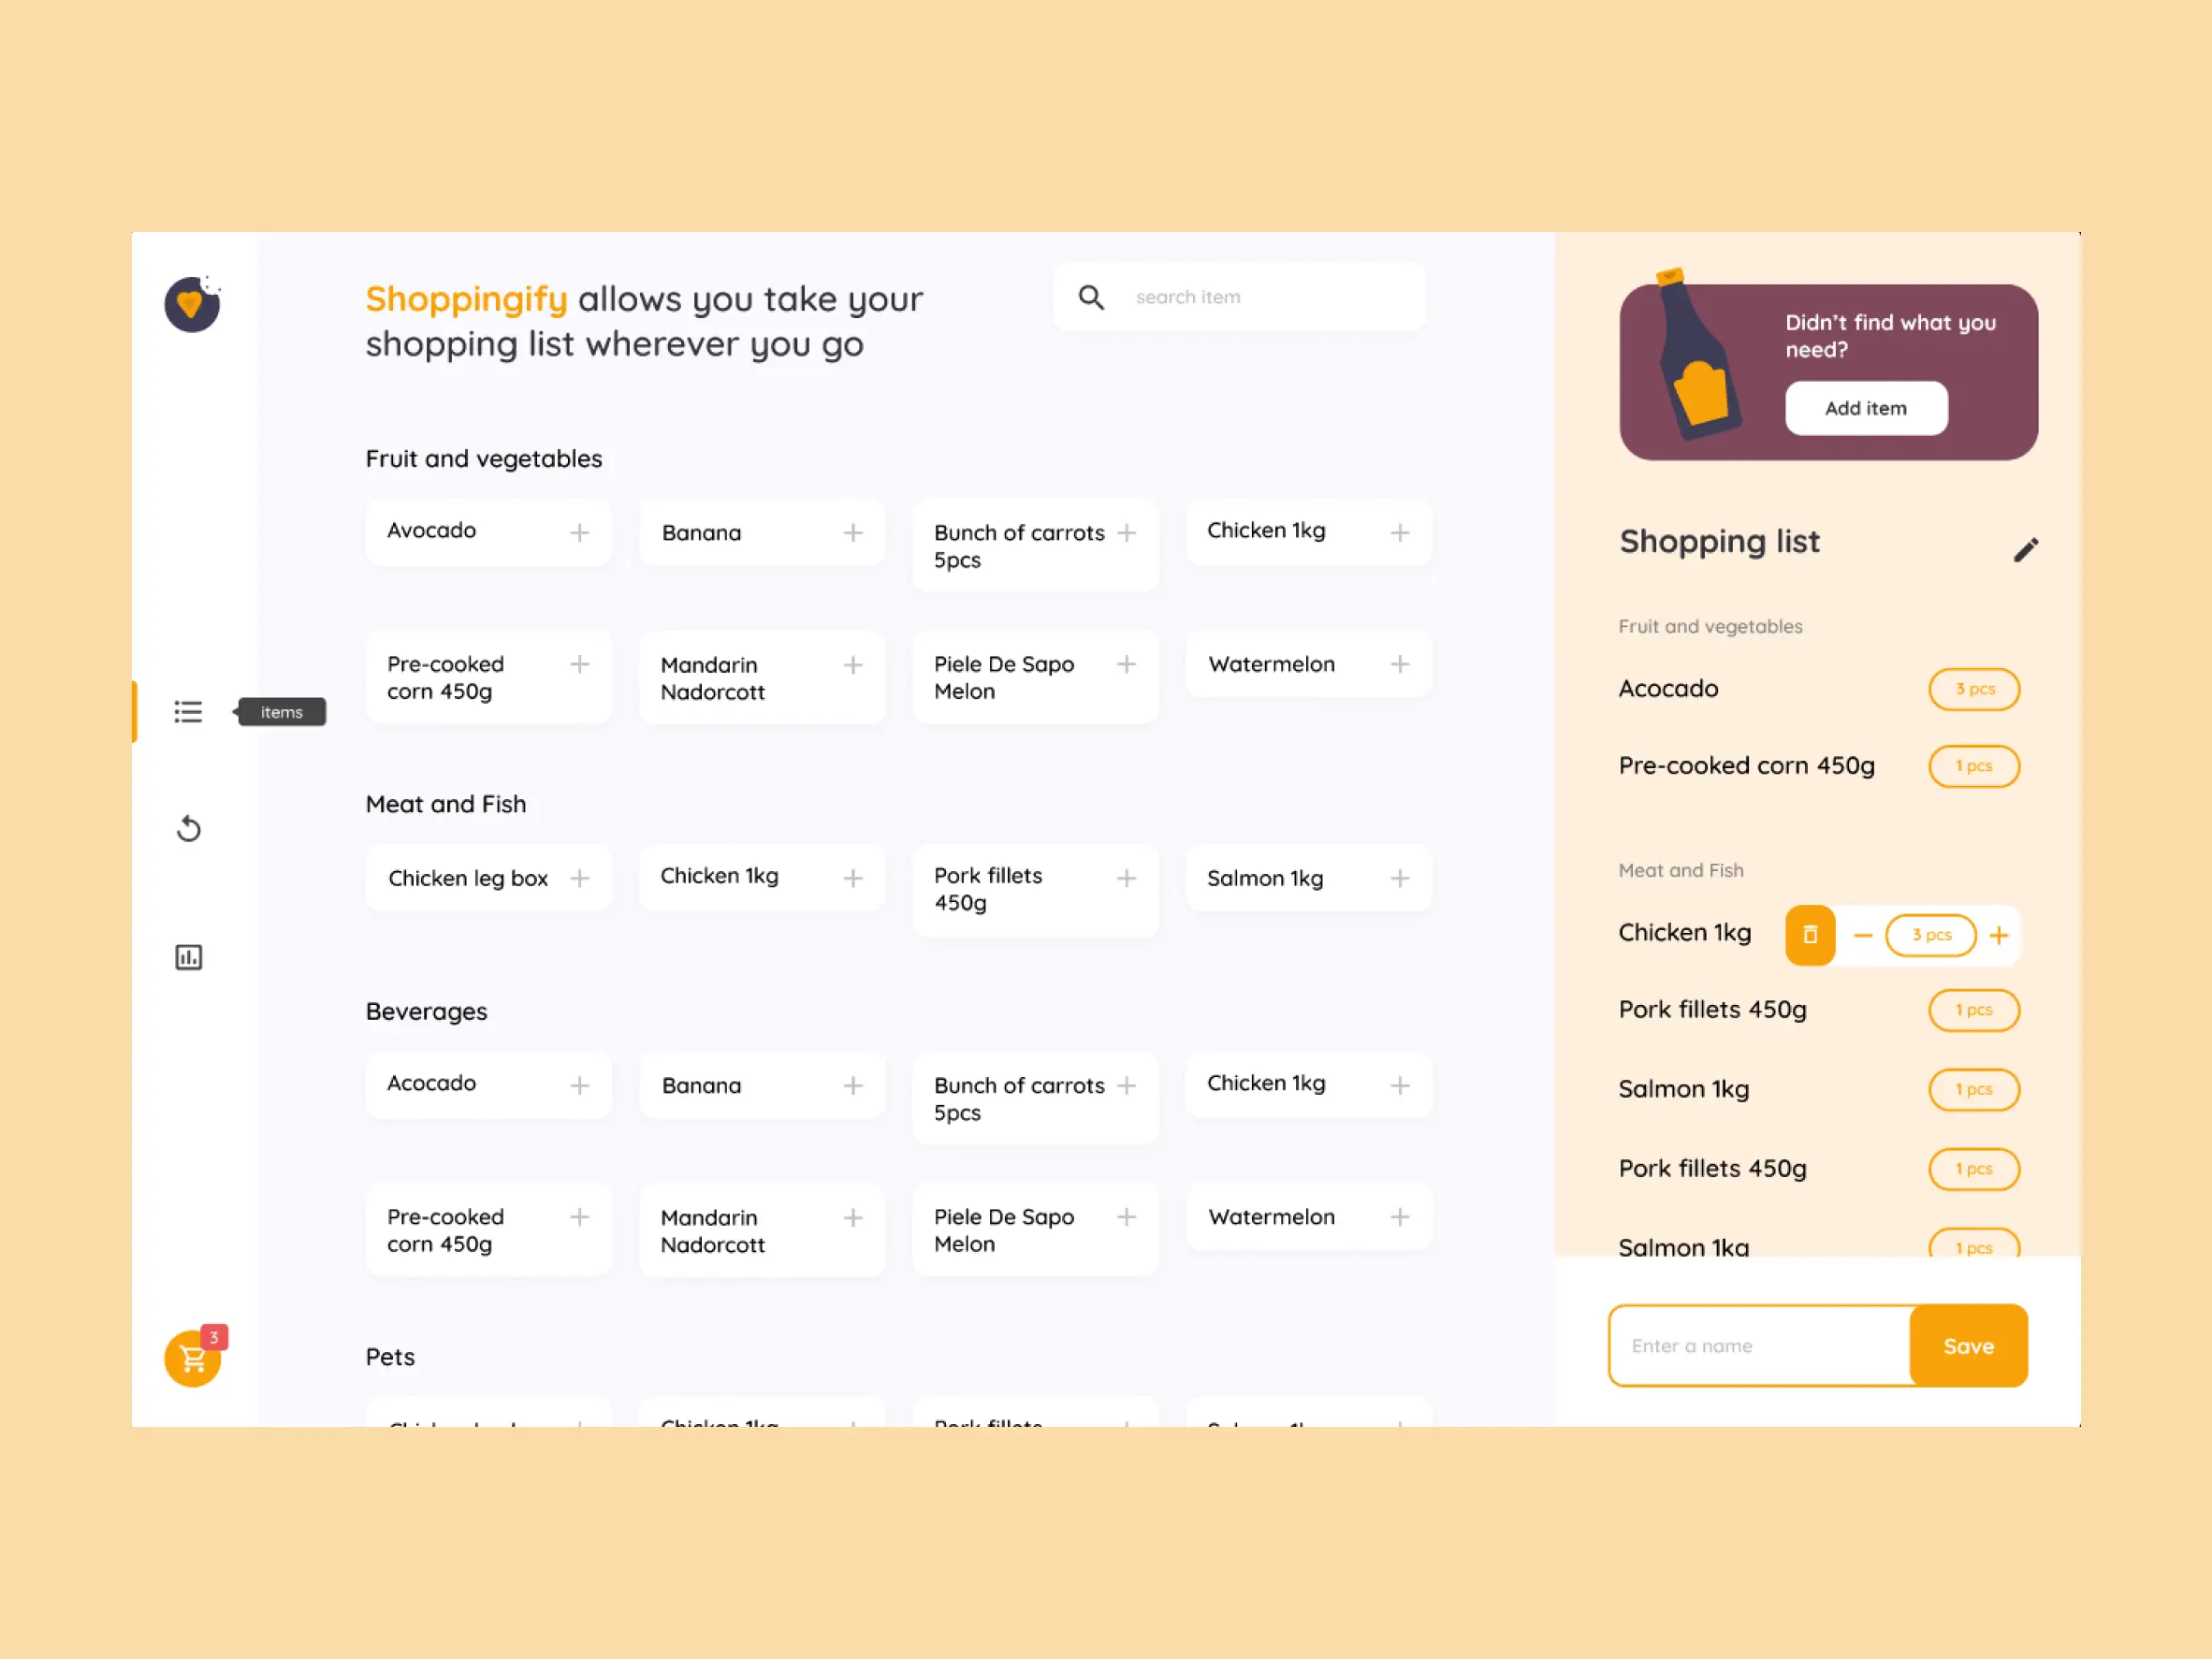 Shoppingify allows you take your
shopping list wherever you go
search item
Fruit and vegetables
Avocado
Banana
Bunch of carrots
5pcs
Chicken 1kg
Pre-cooked
corn 450g
Mandarin
Nadorcott
Piele De Sapo
Melon
Watermelon
items
Meat and Fish
Chicken leg box
Chicken 1kg
Pork fillets
450g
Salmon 1kg
Beverages
Acocado
Banana
Bunch of carrots
5pcs
Chicken 1kg
Pre-cooked
corn 450g
Mandarin
Nadorcott
Piele De Sapo
Melon
Watermelon
Pets
Chicken 1kg
Pork fillets
3
Didn't find what you
need?
Add item
Shopping list
Fruit and vegetables
Acocado
3 pcs
Pre-cooked corn 450g
1 pcs
Meat and Fish
Chicken 1kg
3 pcs
Pork fillets 450g
1 pcs
Salmon 1kg
1 pcs
Pork fillets 450g
1 pcs
Salmon 1kg
1 pcs
Enter a name
Save